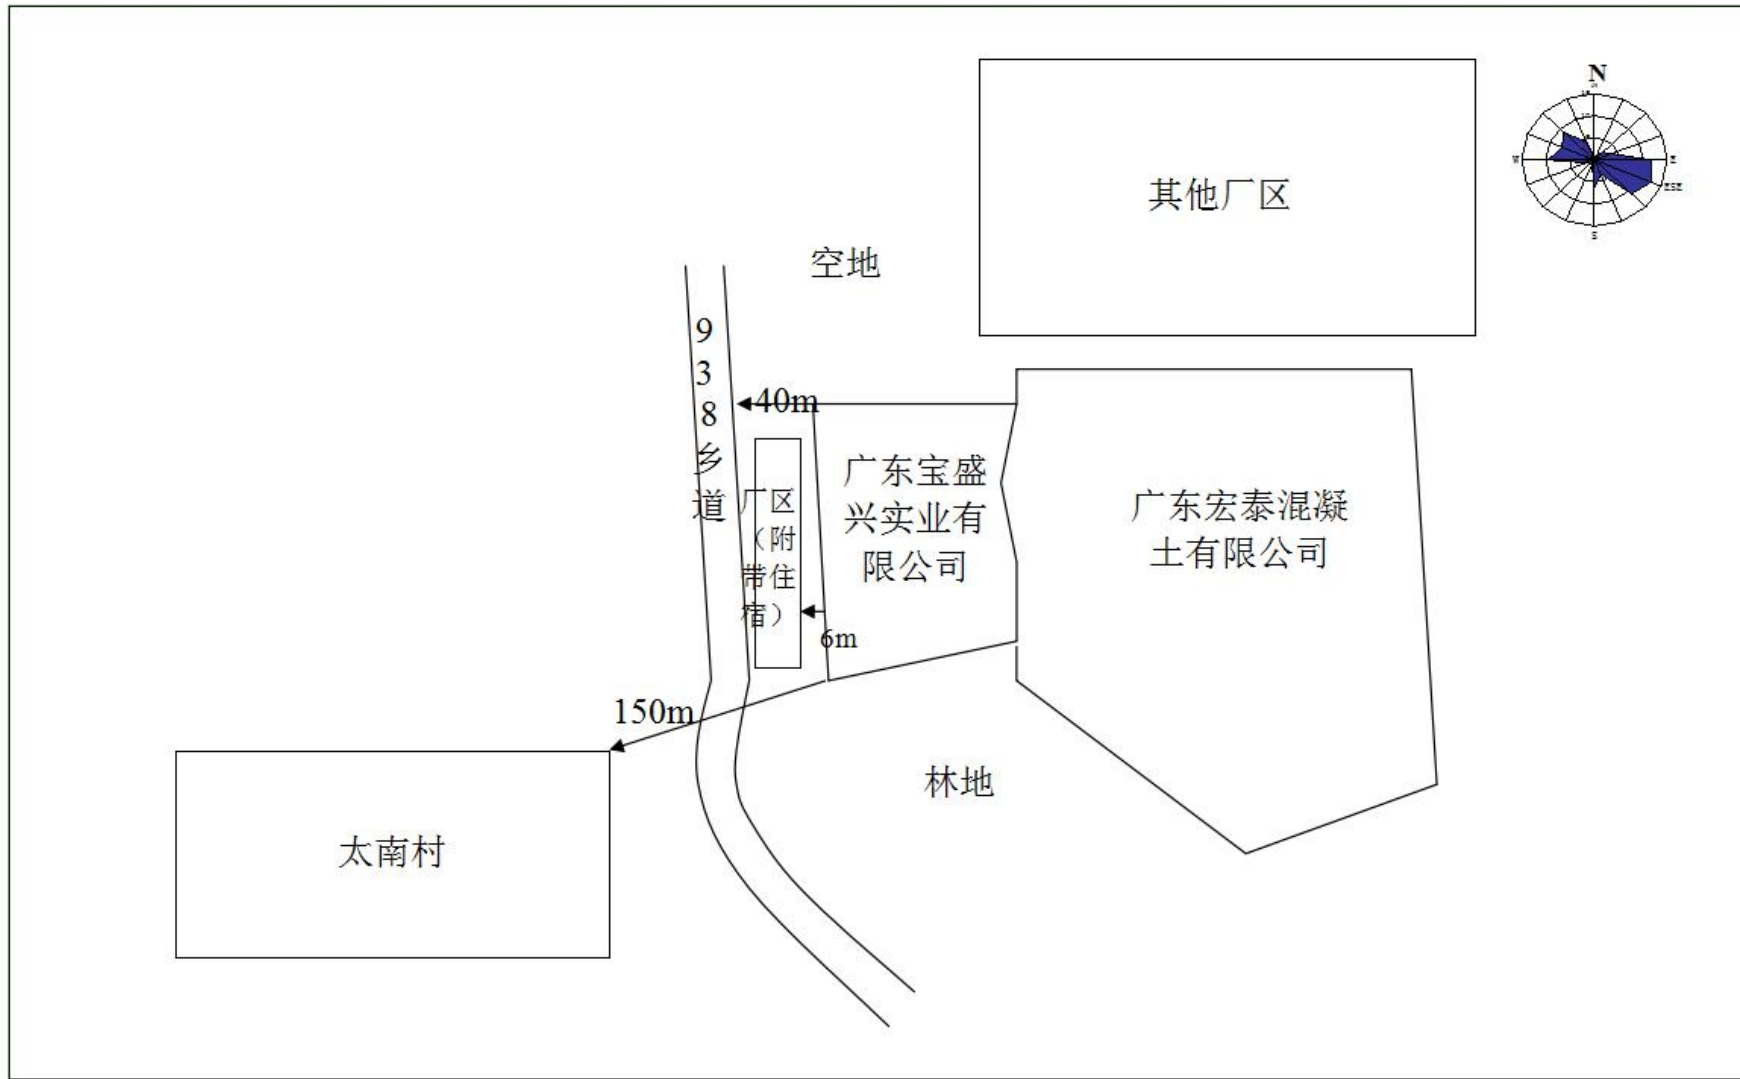 N
W
E
ESE
S
其他厂区
空地
9
3
8
乡
道
40m
厂区
（附
带住
宿）
广东宝盛
兴实业有
限公司
广东宏泰混凝
土有限公司
6m
150m
林地
太南村